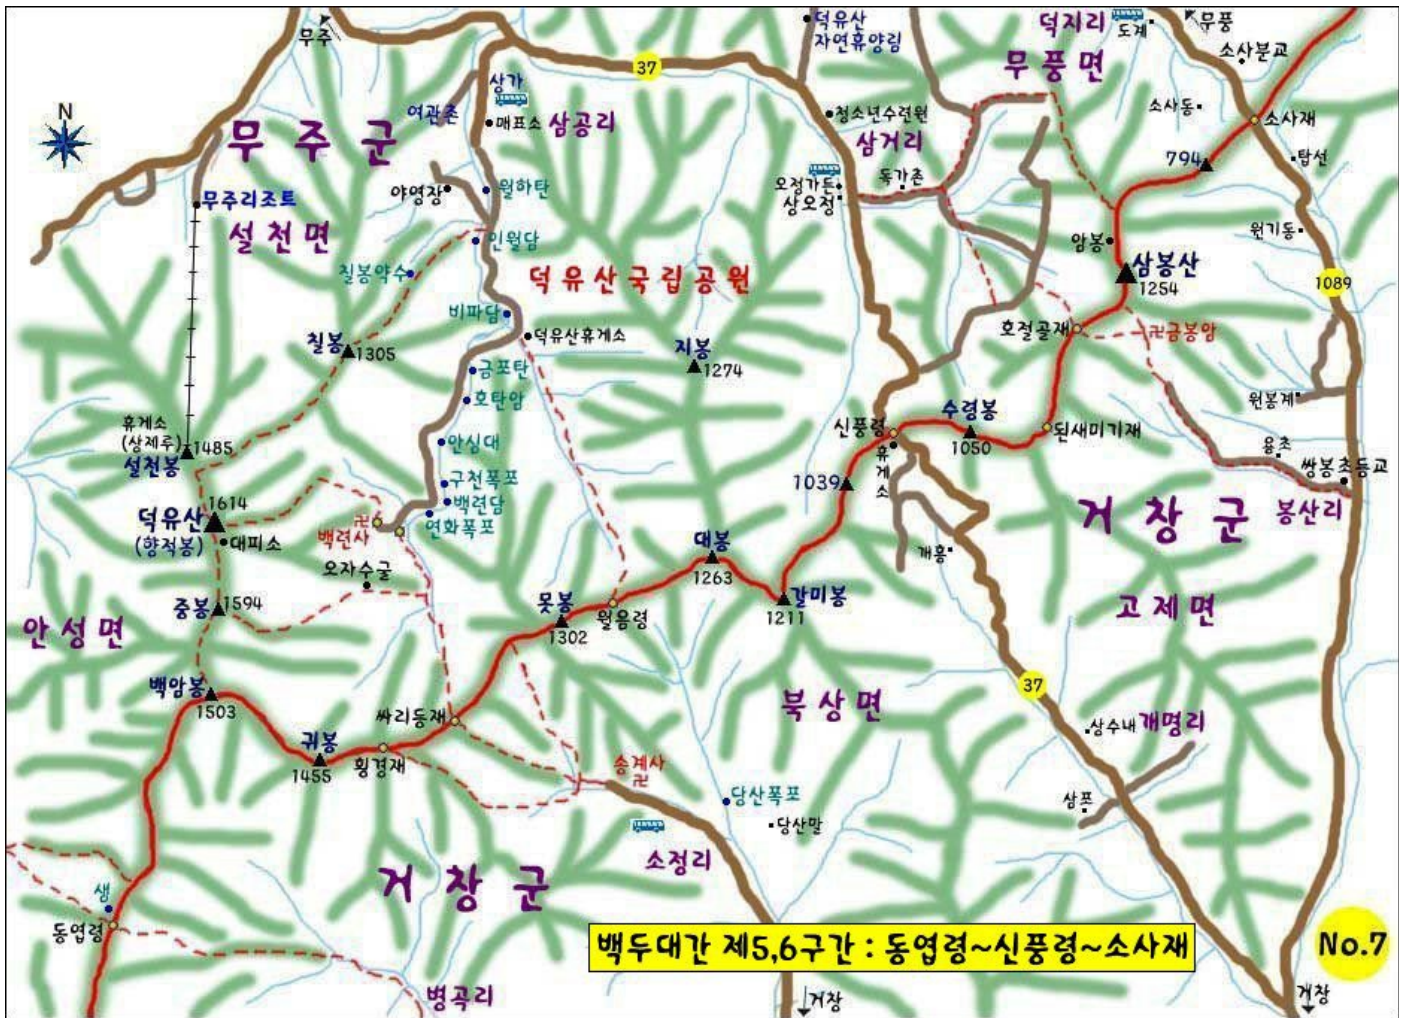 무주
37
덕유산
자연휴양림
덕지리
도계
무풍
무풍면
소사분교
소사동
소사재
탑선
794
상가
여관촌
매표소
삼공리
청소년수련원
삼거리
독가촌
오정가든
상오정
암봉
원기동
삼봉산
1254
1089
N
무주군
야영장
월하탄
무주리조트
설천면
인월담
칠봉약수
덕유산국립공원
비파담
덕유산휴게소
호절골재
卍금봉암
칠봉
1305
지봉
1274
금포탄
호탄암
원봉계
휴게소
(상제루)
설천봉
1485
안심대
신풍령
휴게소
수령봉
1050
된새미기재
용초
쌍봉초등교
구천폭포
백련담
연화폭포
1039
1614
덕유산
(향적봉)
대피소
卍
백련사
오자수굴
거창군
봉산리
개흥
대봉
1263
중봉
1594
못봉
1302
월음령
갈미봉
1211
고제면
안성면
백암봉
1503
싸리등재
북상면
37
상수내
개명리
귀봉
1455
횡경재
송계사
卍
당산폭포
당산말
삼포
소정리
거창군
샘
동엽령
백두대간 제5,6구간 : 동엽령~신풍령~소사재
No.7
병곡리
거창
거창